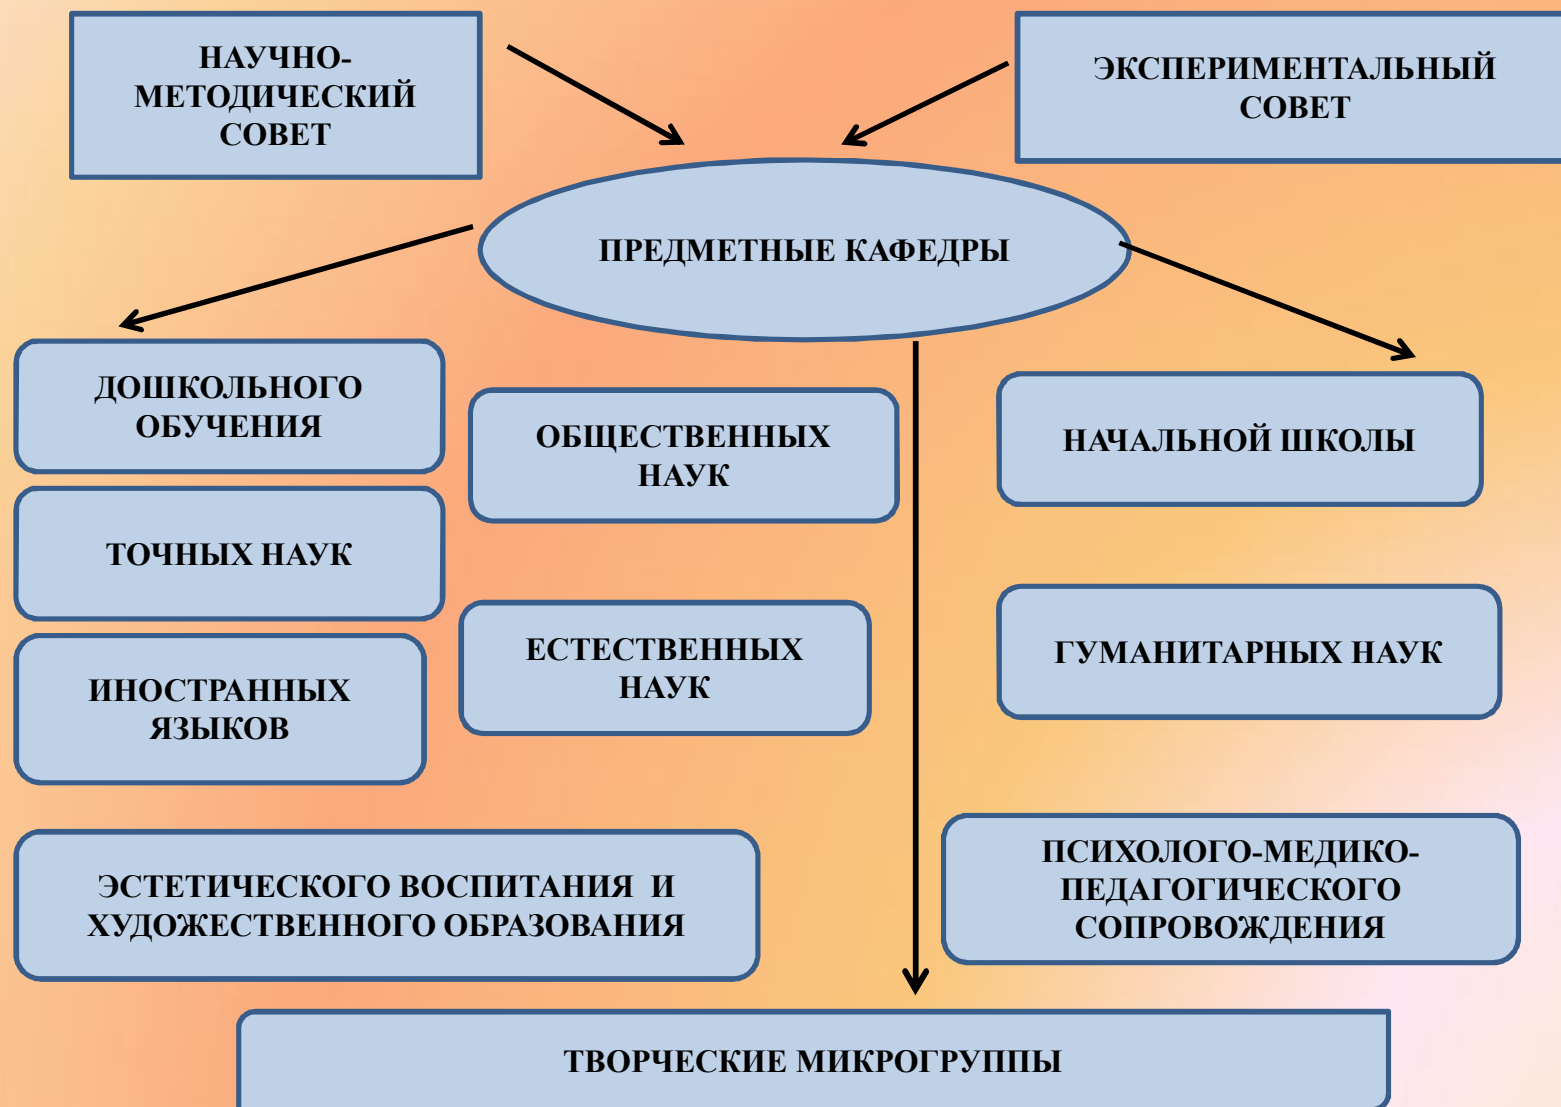 НАУЧНО-
МЕТОДИЧЕСКИЙ
СОВЕТ
ЭКСПЕРИМЕНТАЛЬНЫЙ
СОВЕТ
ПРЕДМЕТНЫЕ КАФЕДРЫ
ДОШКОЛЬНОГО
ОБУЧЕНИЯ
ОБЩЕСТВЕННЫХ
НАУК
НАЧАЛЬНОЙ ШКОЛЫ
ТОЧНЫХ НАУК
ЕСТЕСТВЕННЫХ
НАУК
ГУМАНИТАРНЫХ НАУК
ИНОСТРАННЫХ
ЯЗЫКОВ
ЭСТЕТИЧЕСКОГО ВОСПИТАНИЯ И
ХУДОЖЕСТВЕННОГО ОБРАЗОВАНИЯ
ПСИХОЛОГО-МЕДИКО-
ПЕДАГОГИЧЕСКОГО
СОПРОВОЖДЕНИЯ
ТВОРЧЕСКИЕ МИКРОГРУППЫ